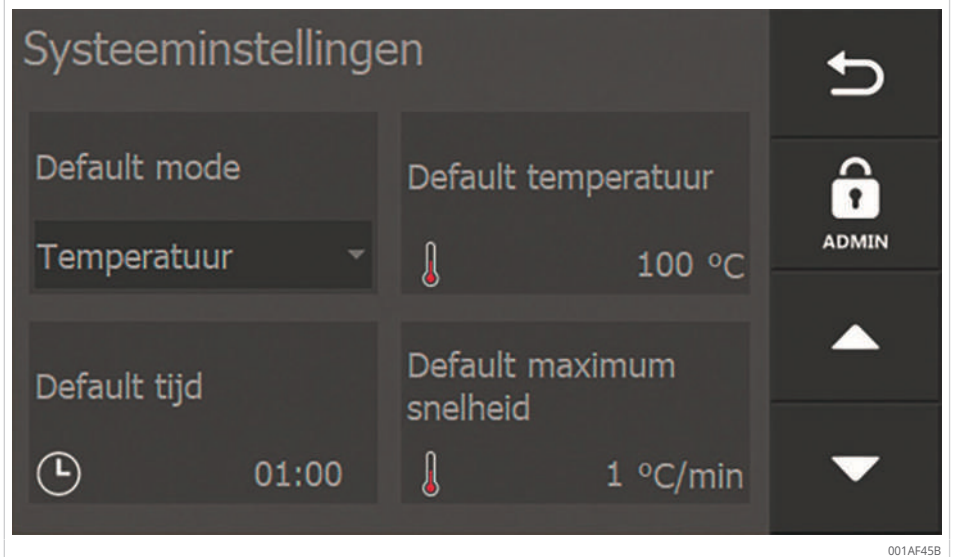 Systeeminstellingen
Default mode
Temperatuur
Default temperatuur
100 °C
Default tijd
01:00
Default maximum
snelheid
1 °C/min
ADMIN
001AF45B